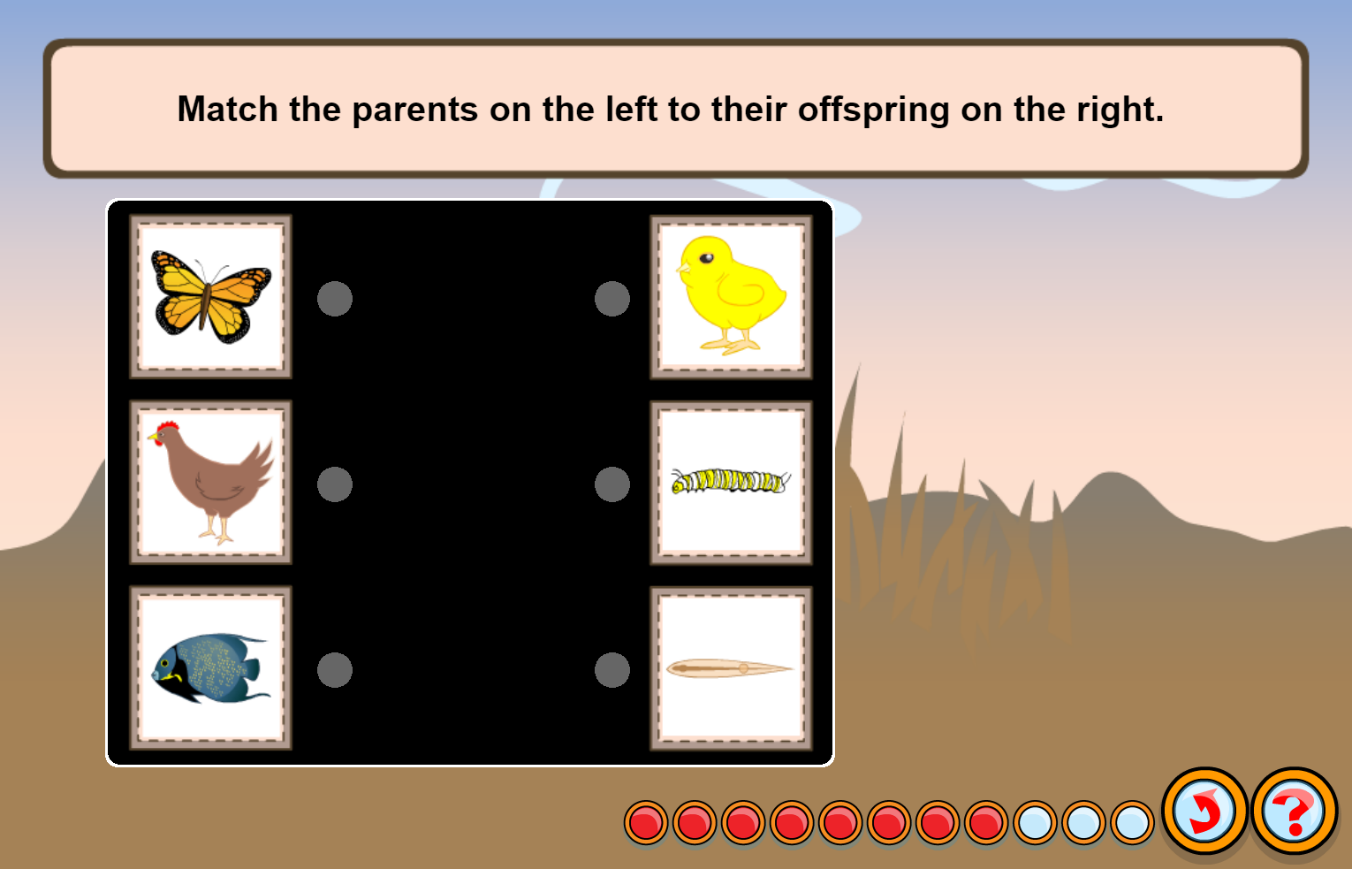 Match the parents on the left to their offspring on the right.
?